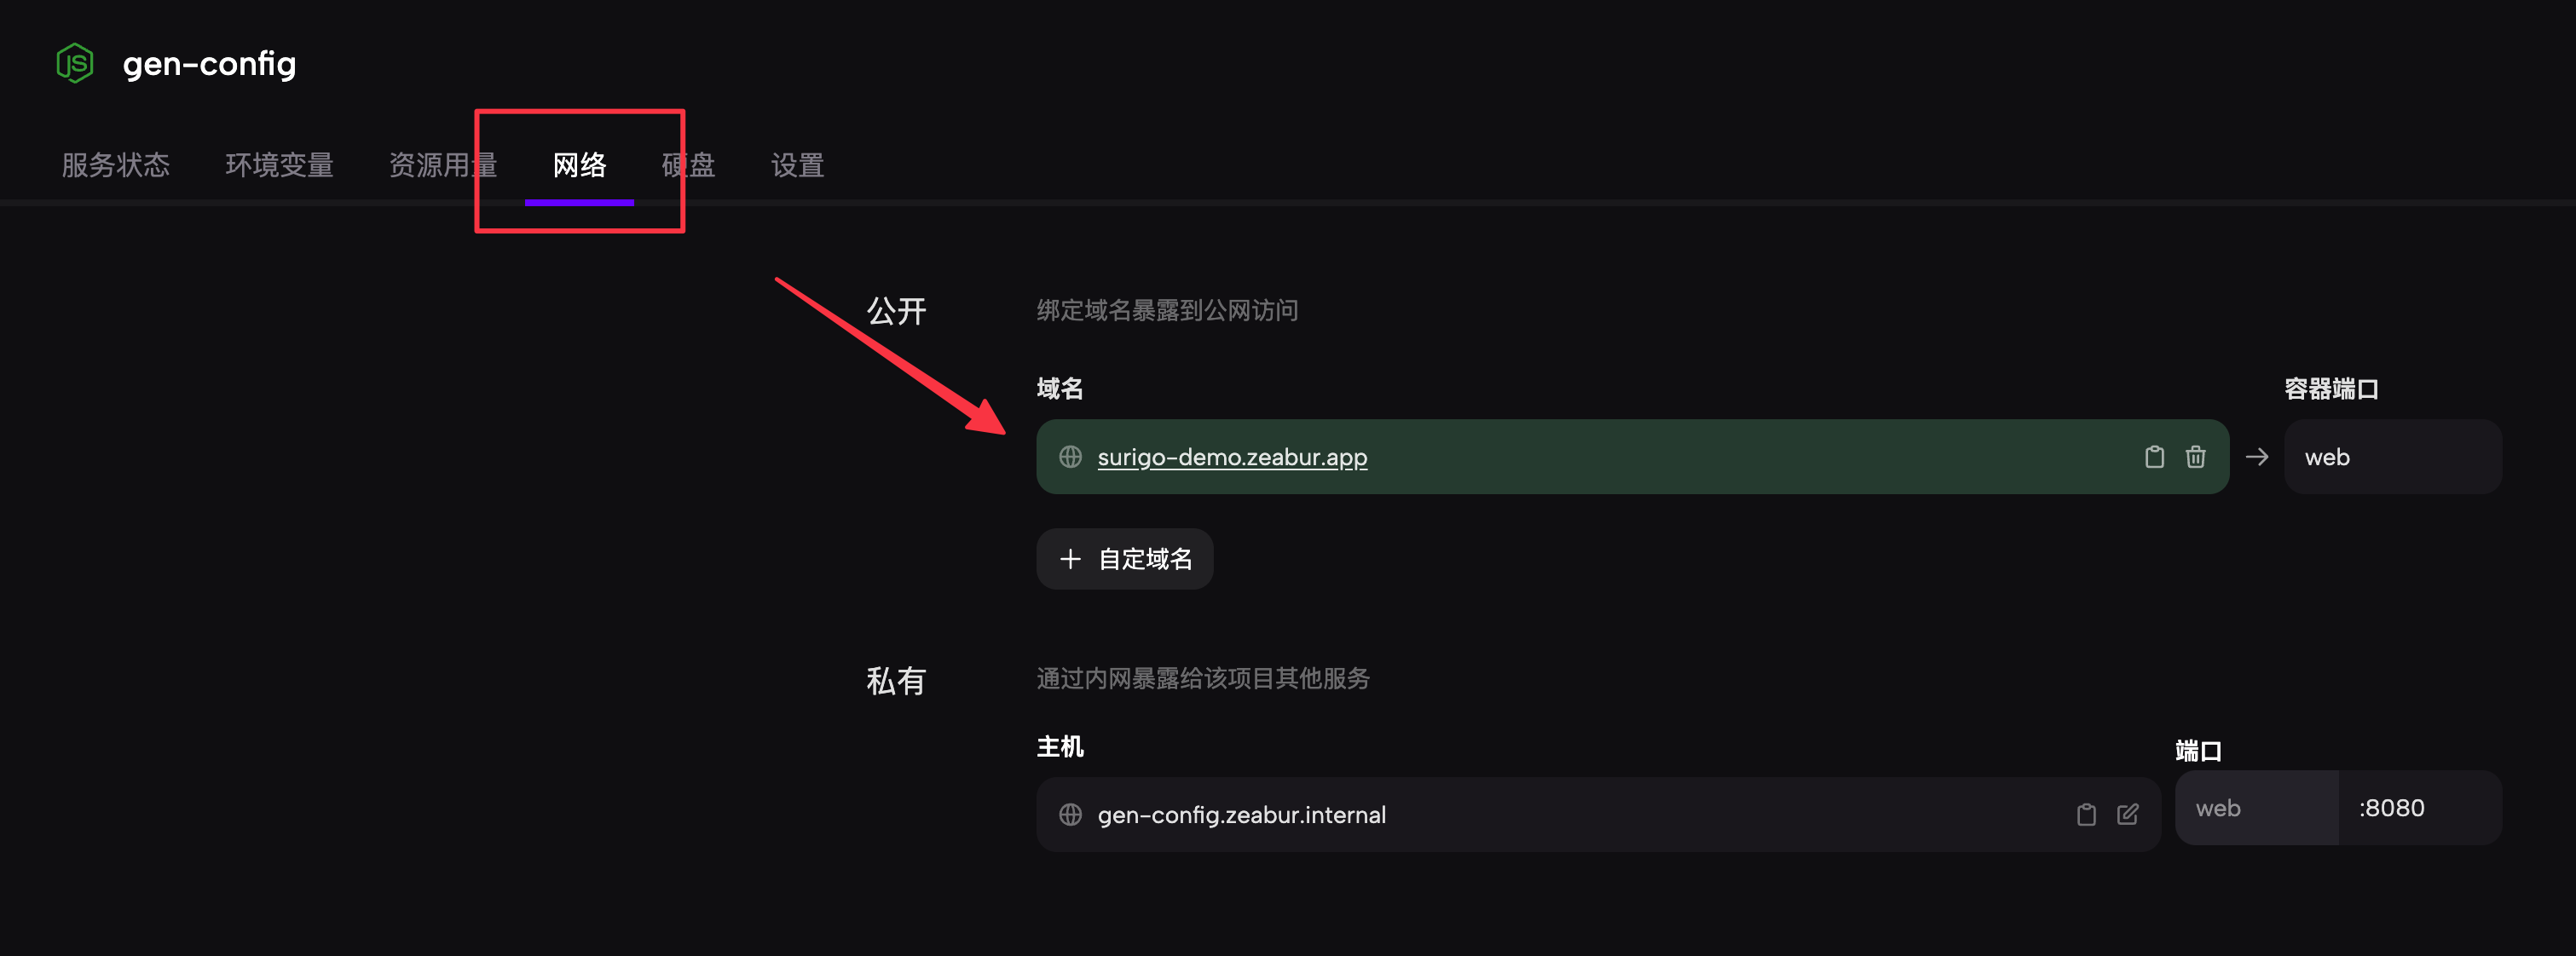 gen-config
服务状态 环境变量 资源用量 网络 硬盘 设置
公开 绑定域名暴露到公网访问
域名 容器端口
surigo-demo.zeabur.app web
自定域名
私有 通过内网暴露给该项目其他服务
主机 端口
gen-config.zeabur.internal web :8080